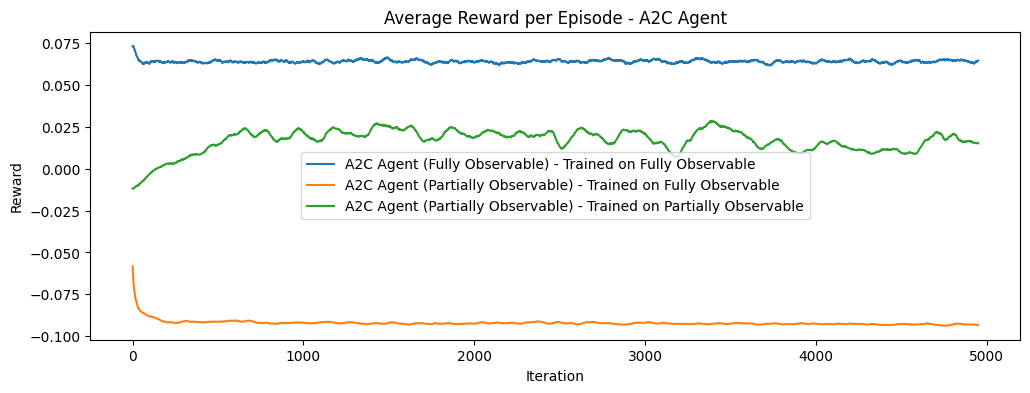 Average Reward per Episode - A2C Agent
0.075
0.050
0.025
0.000
−0.025
−0.050
−0.075
−0.100
Reward
A2C Agent (Fully Observable) - Trained on Fully Observable
A2C Agent (Partially Observable) - Trained on Fully Observable
A2C Agent (Partially Observable) - Trained on Partially Observable
0 1000 2000 3000 4000 5000
Iteration